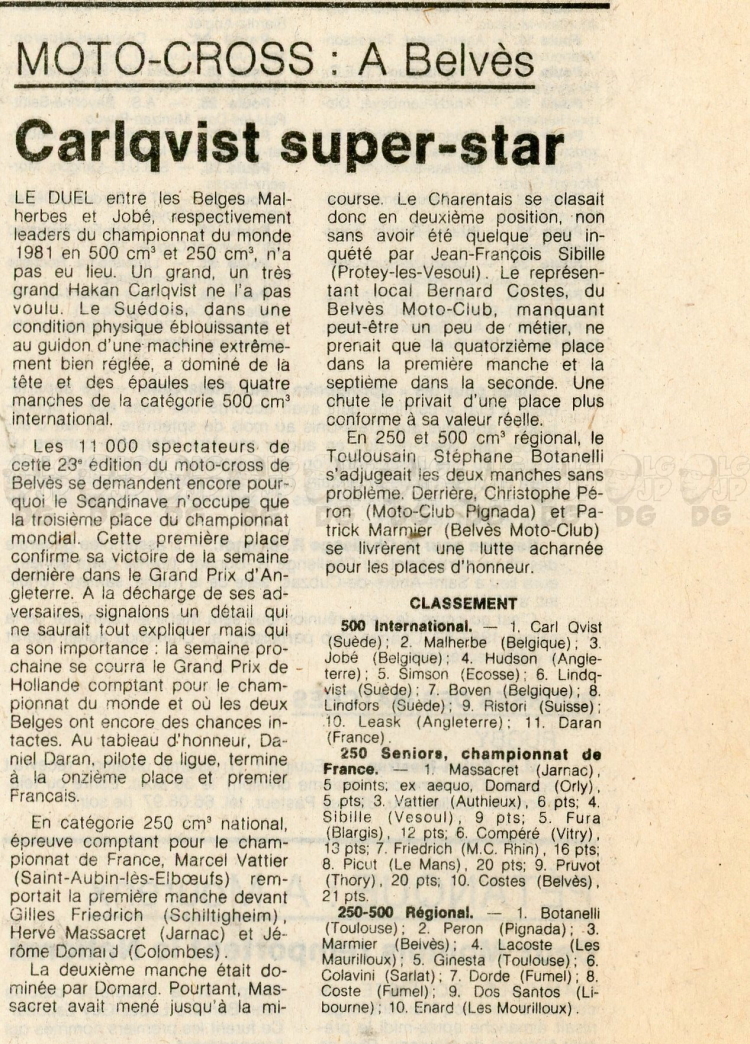 MOTO-CROSS : A Belvès
Carlqvist super-star
LE DUEL entre les Belges Mal-
herbes et Jobé, respectivement
leaders du championnat du monde
1981 en 500 cm³ et 250 cm³, n'a
pas eu lieu. Un grand, un très
grand Hakan Carlqvist ne l'a pas
voulu. Le Suédois, dans une
condition physique éblouissante et
au guidon d'une machine extrême-
ment bien réglée, a dominé de la
tête et des épaules les quatre
manches de la catégorie 500 cm³
international.
Les 11 000 spectateurs de
cette 23e édition du moto-cross de
Belvès se demandent encore pour-
quoi le Scandinave n'occupe que
la troisième place du championnat
mondial. Cette première place
confirme sa victoire de la semaine
dernière dans le Grand Prix d'An-
gleterre. A la décharge de ses ad-
versaires, signalons un détail qui
ne saurait tout expliquer mais qui
a son importance : la semaine pro-
chaine se courra le Grand Prix de
Hollande comptant pour le cham-
pionnat du monde et où les deux
Belges ont encore des chances in-
tactes. Au tableau d'honneur, Da-
niel Daran, pilote de ligue, termine
à la onzième place et premier
Francais.
En catégorie 250 cm³ national,
épreuve comptant pour le cham-
pionnat de France, Marcel Vattier
(Saint-Aubin-lès-Elbœufs) rem-
portait la première manche devant
Gilles Friedrich (Schiltigheim),
Hervé Massacret (Jarnac) et Jé-
rôme Domard (Colombes).
La deuxième manche était do-
minée par Domard. Pourtant, Mas-
sacret avait mené jusqu'à la mi-
course. Le Charentais se clasait
donc en deuxième position, non
sans avoir été quelque peu in-
quété par Jean-François Sibille
(Protey-les-Vesoul). Le représen-
tant local Bernard Costes, du
Belvès Moto-Club, manquant
peut-être un peu de métier, ne
prenait que la quatorzième place
dans la première manche et la
septième dans la seconde. Une
chute le privait d'une place plus
conforme à sa valeur réelle.
En 250 et 500 cm³ régional, le
Toulousain Stéphane Botanelli
s'adjugeait les deux manches sans
problème. Derrière, Christophe Pé-
ron (Moto-Club Pignada) et Pa-
trick Marmier (Belvès Moto-Club)
se livrèrent une lutte acharnée
pour les places d'honneur.
CLASSEMENT
500 International. — 1. Carl Qvist
(Suède); 2. Malherbe (Belgique); 3.
Jobé (Belgique); 4. Hudson (Angle-
terre); 5. Simson (Ecosse); 6. Lindq-
vist (Suède); 7. Boven (Belgique); 8.
Lindfors (Suède); 9. Ristori (Suisse);
10. Leask (Angleterre); 11. Daran
(France).
250 Seniors, championnat de
France. — 1. Massacret (Jarnac),
5 points; ex aequo, Domard (Orly),
5 pts; 3. Vattier (Authieux), 6 pts; 4.
Sibille (Vesoul), 9 pts; 5. Fura
(Blargis), 12 pts; 6. Compéré (Vitry),
13 pts; 7. Friedrich (M.C. Rhin), 16 pts;
8. Picut (Le Mans), 20 pts; 9. Pruvot
(Thory), 20 pts; 10. Costes (Belvès),
21 pts.
250-500 Régional. — 1. Botanelli
(Toulouse); 2. Peron (Pignada); 3.
Marmier (Belvès); 4. Lacoste (Les
Maurilloux); 5. Ginesta (Toulouse); 6.
Colavini (Sarlat); 7. Dorde (Fumel); 8.
Coste (Fumel); 9. Dos Santos (Li-
bourne); 10. Enard (Les Mourilloux).
LG
JP
DG
LG
JP
DG